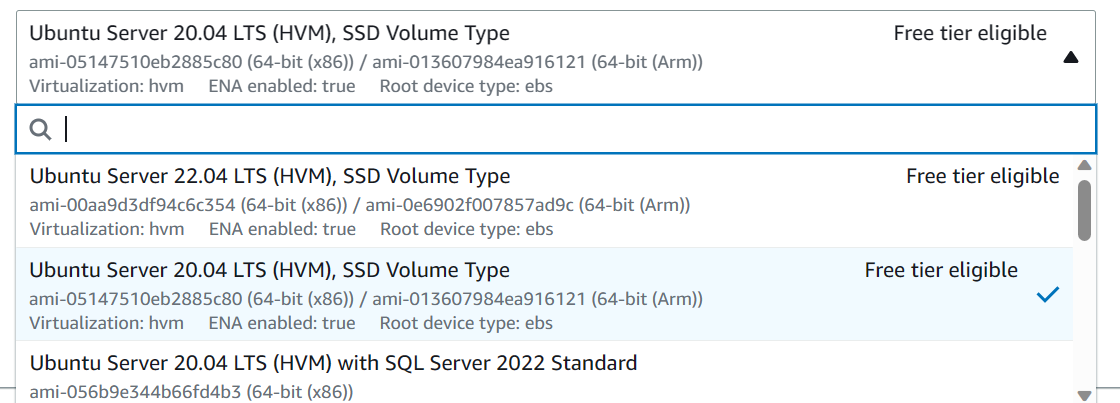 Ubuntu Server 20.04 LTS (HVM), SSD Volume Type Free tier eligible
ami-05147510eb2885c80 (64-bit (x86)) / ami-013607984ea916121 (64-bit (Arm))
Virtualization: hvm ENA enabled: true Root device type: ebs
Ubuntu Server 22.04 LTS (HVM), SSD Volume Type Free tier eligible
ami-00aa9d3df94c6c354 (64-bit (x86)) / ami-0e6902f007857ad9c (64-bit (Arm))
Virtualization: hvm ENA enabled: true Root device type: ebs
Ubuntu Server 20.04 LTS (HVM), SSD Volume Type Free tier eligible
ami-05147510eb2885c80 (64-bit (x86)) / ami-013607984ea916121 (64-bit (Arm))
Virtualization: hvm ENA enabled: true Root device type: ebs
Ubuntu Server 20.04 LTS (HVM) with SQL Server 2022 Standard
ami-056b9e344b66fd4b3 (64-bit (x86))